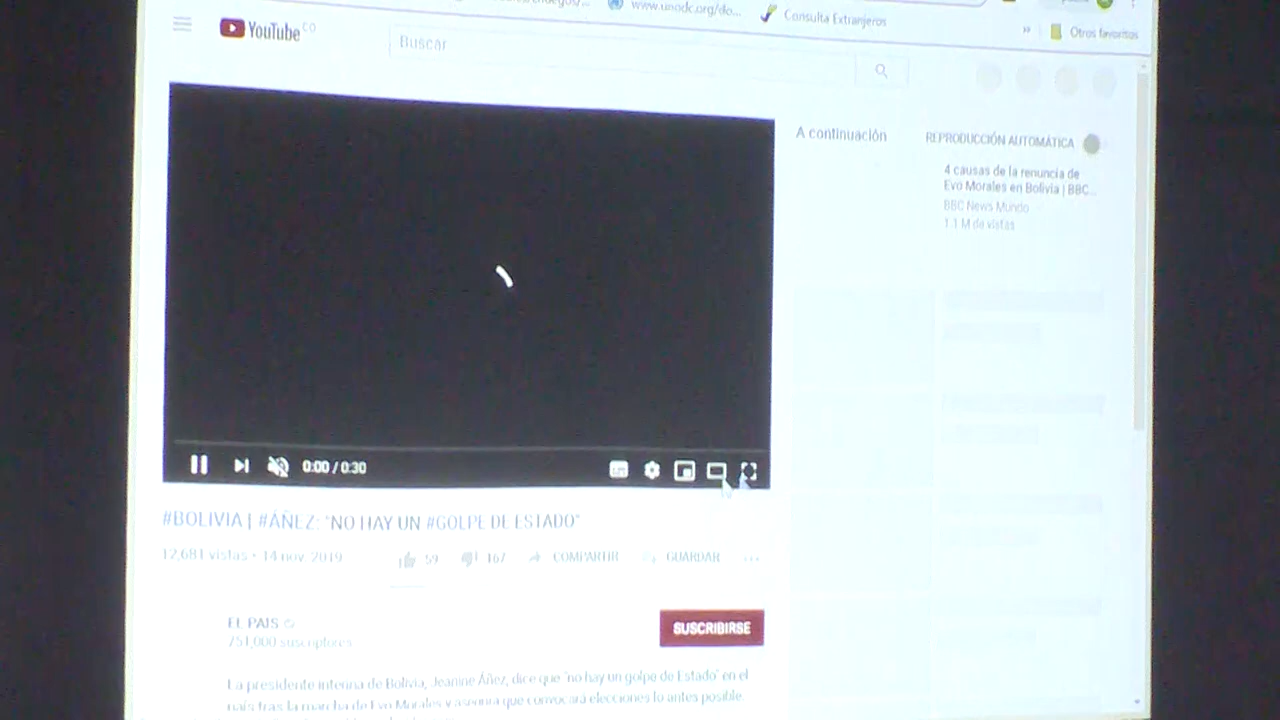 www.unodc.org/do...
Consulta Extranjeros
»
Otros favoritos
YouTube CO
Buscar
A continuación
REPRODUCCIÓN AUTOMÁTICA
4 causas de la renuncia de
Evo Morales en Bolivia | BBC...
BBC News Mundo
1.1 M de vistas
0:00 / 0:30
#BOLIVIA | #ÁÑEZ: "NO HAY UN #GOLPE DE ESTADO"
12,681 vistas • 14 nov. 2019
59
167
COMPARTIR
GUARDAR
...
EL PAÍS
751,000 suscriptores
SUSCRIBIRSE
La presidente interina de Bolivia, Jeanine Áñez, dice que "no hay un golpe de Estado" en el
país tras la marcha de Evo Morales y asegura que convocará elecciones lo antes posible.